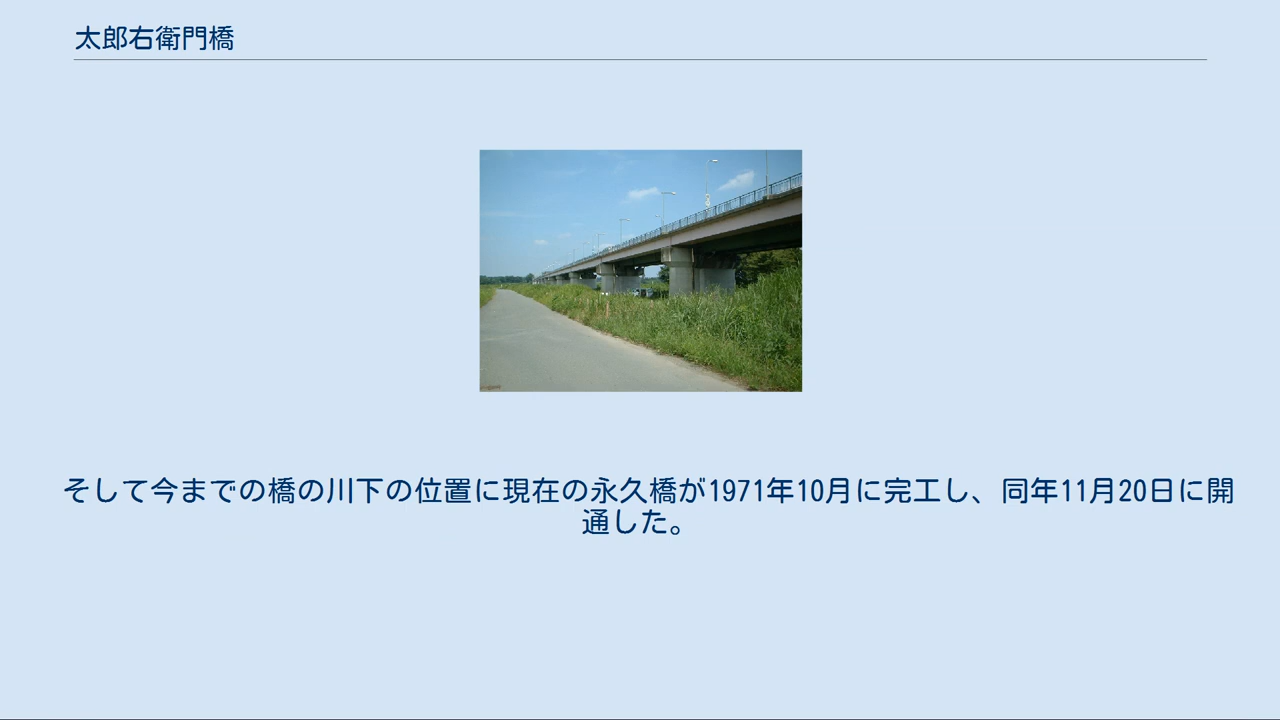 太郎右衛門橋
そして今までの橋の川下の位置に現在の永久橋が1971年10月に完工し、同年11月20日に開
通した。